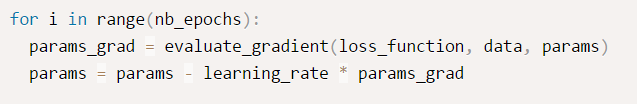 for i in range(nb_epochs):
  params_grad = evaluate_gradient(loss_function, data, params)
  params = params - learning_rate * params_grad